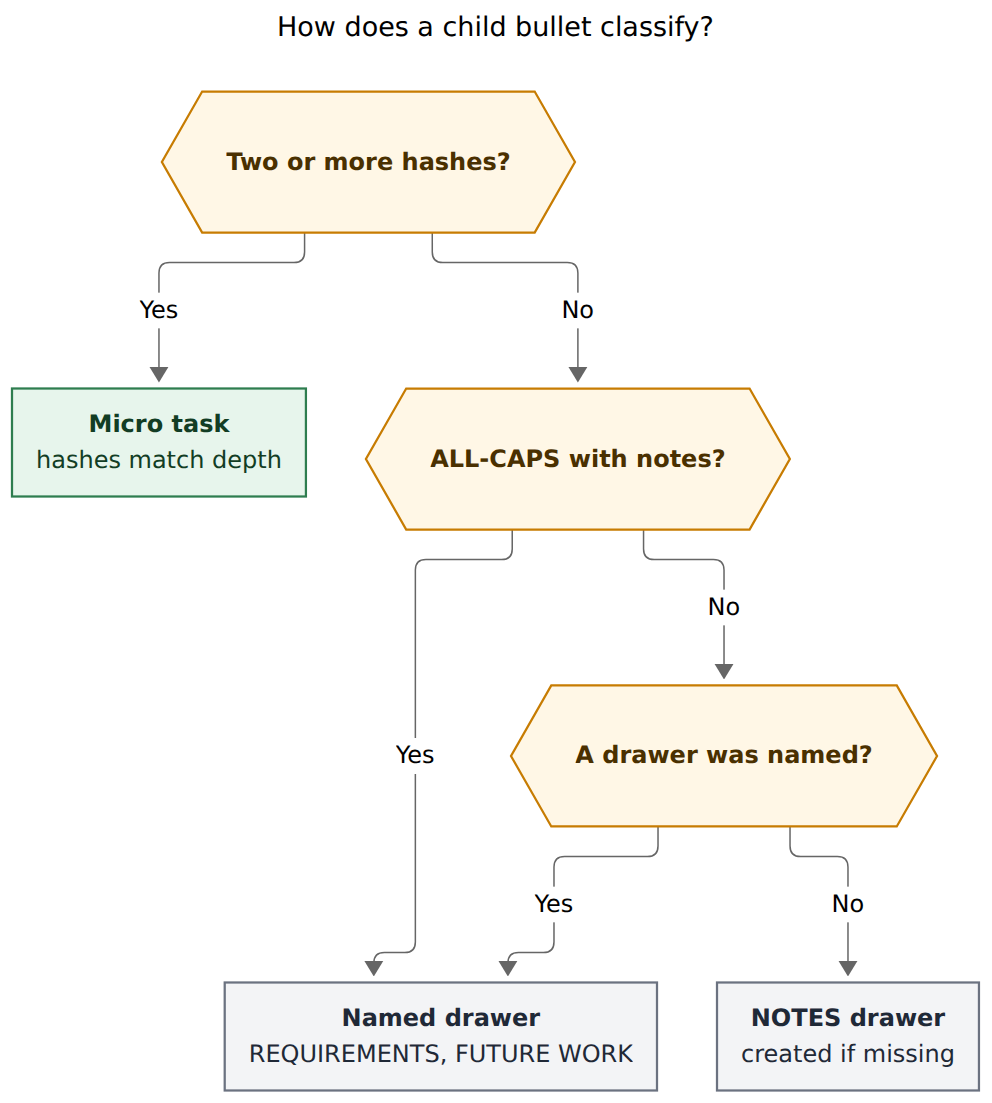 How does a child bullet classify?
Two or more hashes?
Yes
No
Micro task
hashes match depth
ALL-CAPS with notes?
No
Yes
A drawer was named?
Yes
No
Named drawer
REQUIREMENTS, FUTURE WORK
NOTES drawer
created if missing